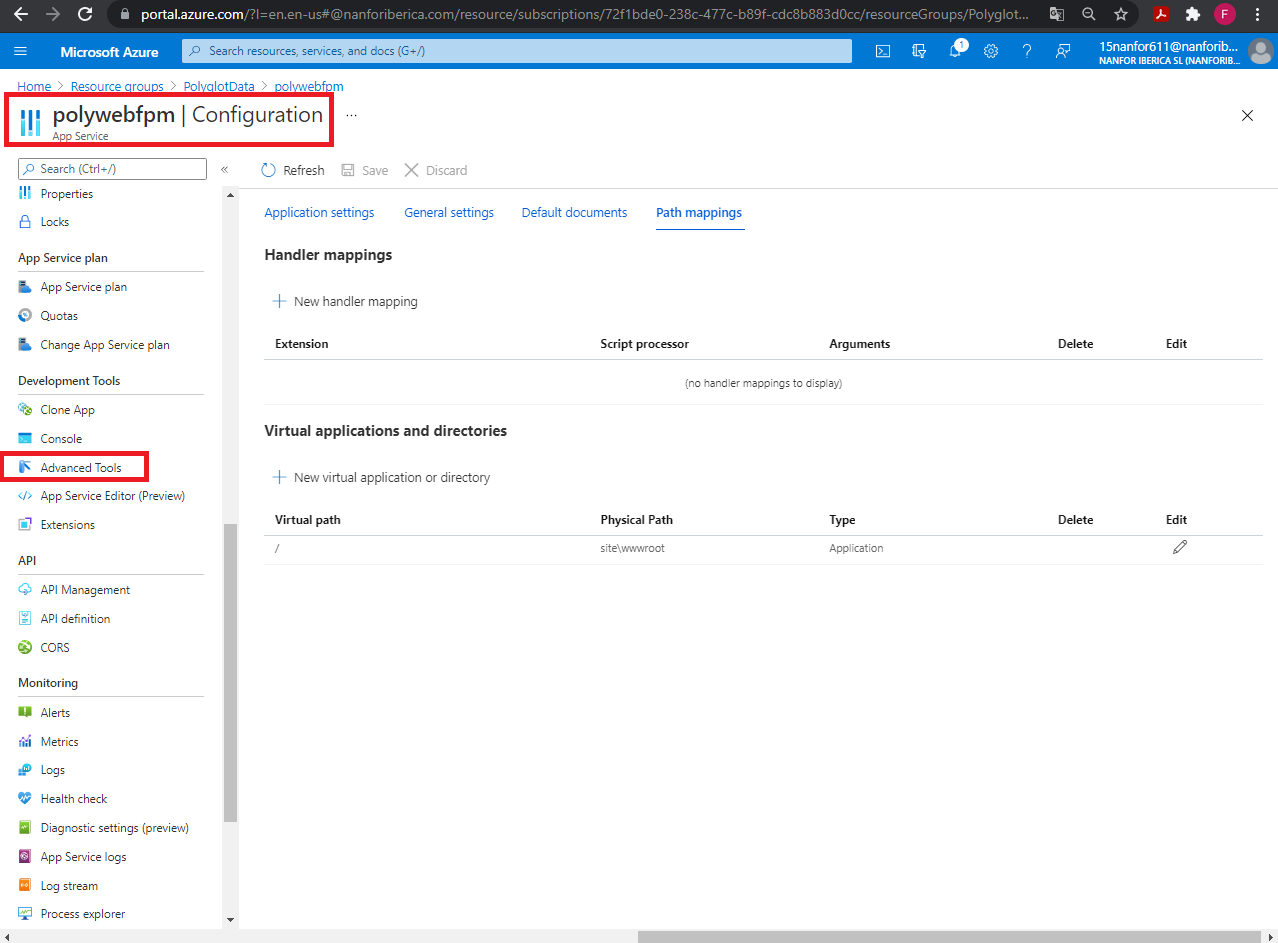 portal.azure.com/?l=en.en-us#@nanforiberica.com/resource/subscriptions/72f1bde0-238c-477c-b89f-cdc8b883d0cc/resourceGroups/Polyglot...
F
Microsoft Azure
Search resources, services, and docs (G+/)
1
15nanfor611@nanforib...
NANFOR IBERICA SL (NANFORIB...
Home > Resource groups > PolyglotData > polywebfpm
polywebfpm | Configuration ...
App Service
Search (Ctrl+/)
«
Refresh Save Discard
Properties
Locks
App Service plan
App Service plan
Quotas
Change App Service plan
Development Tools
Clone App
Console
Advanced Tools
App Service Editor (Preview)
Extensions
API
API Management
API definition
CORS
Monitoring
Alerts
Metrics
Logs
Health check
Diagnostic settings (preview)
App Service logs
Log stream
Process explorer
Application settings General settings Default documents Path mappings
Handler mappings
New handler mapping
Extension Script processor Arguments Delete Edit
(no handler mappings to display)
Virtual applications and directories
New virtual application or directory
Virtual path Physical Path Type Delete Edit
/ site\wwwroot Application